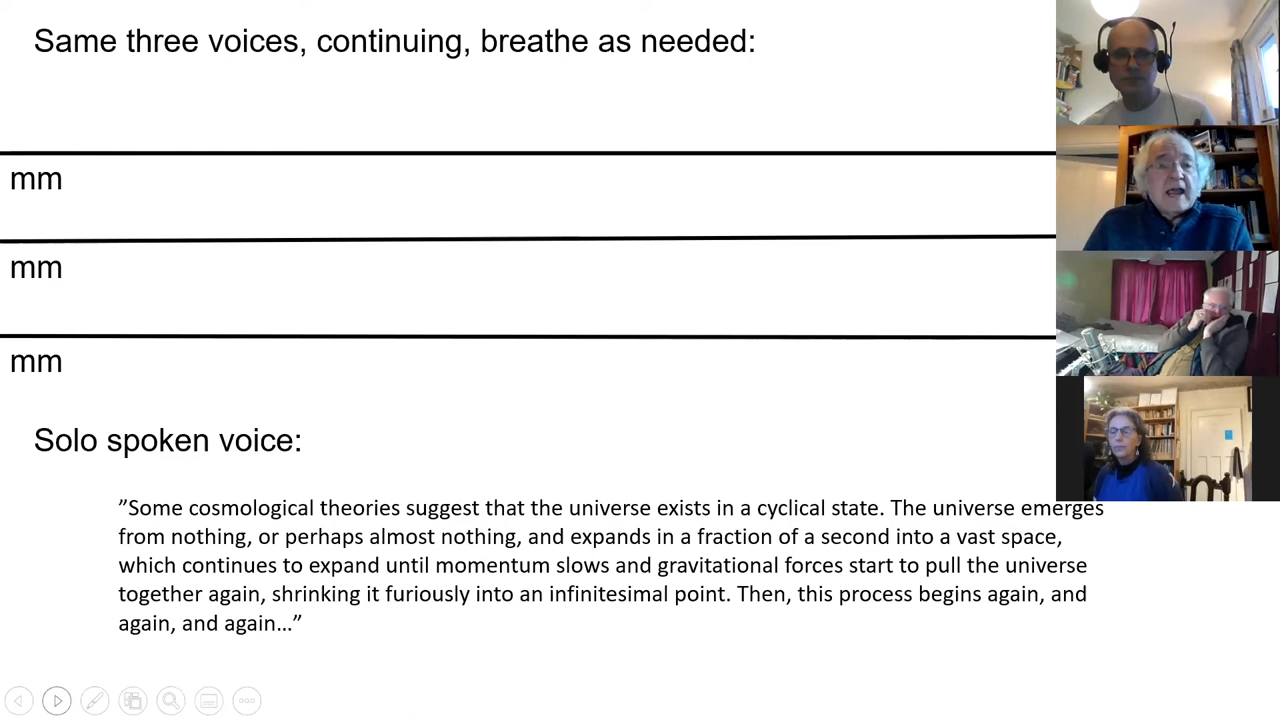 Same three voices, continuing, breathe as needed:
mm
mm
mm
Solo spoken voice:
”Some cosmological theories suggest that the universe exists in a cyclical state. The universe emerges
from nothing, or perhaps almost nothing, and expands in a fraction of a second into a vast space,
which continues to expand until momentum slows and gravitational forces start to pull the universe
together again, shrinking it furiously into an infinitesimal point. Then, this process begins again, and
again, and again…”